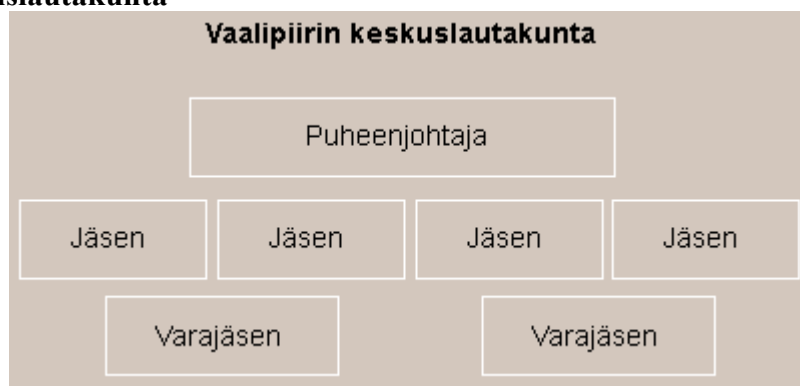 Vaalipiirin keskuslautakunta
Puheenjohtaja
Jäsen Jäsen Jäsen Jäsen
Varajäsen Varajäsen